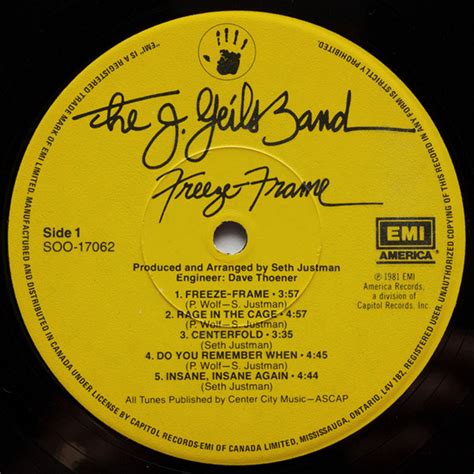 The J. Geils Band
Freeze-Frame
Side 1
SOO-17062
EMI
AMERICA
℗ 1981 EMI
America Records,
a division of
Capitol Records, Inc.
Produced and Arranged by Seth Justman
Engineer: Dave Thoener
1. FREEZE-FRAME • 3:57
(P. Wolf—S. Justman)
2. RAGE IN THE CAGE • 4:57
(P. Wolf—S. Justman)
3. CENTERFOLD • 3:35
(Seth Justman)
4. DO YOU REMEMBER WHEN • 4:45
(P. Wolf—S. Justman)
5. INSANE, INSANE AGAIN • 4:44
(Seth Justman)
All Tunes Published by Center City Music—ASCAP
MANUFACTURED AND DISTRIBUTED IN CANADA UNDER LICENSE BY CAPITOL RECORDS-EMI OF CANADA LIMITED, MISSISSAUGA, ONTARIO, L4V 1B2.
"EMI" IS A REGISTERED TRADE MARK OF EMI LIMITED.
UNAUTHORIZED COPYING OF THIS RECORD IN ANY FORM IS STRICTLY PROHIBITED.